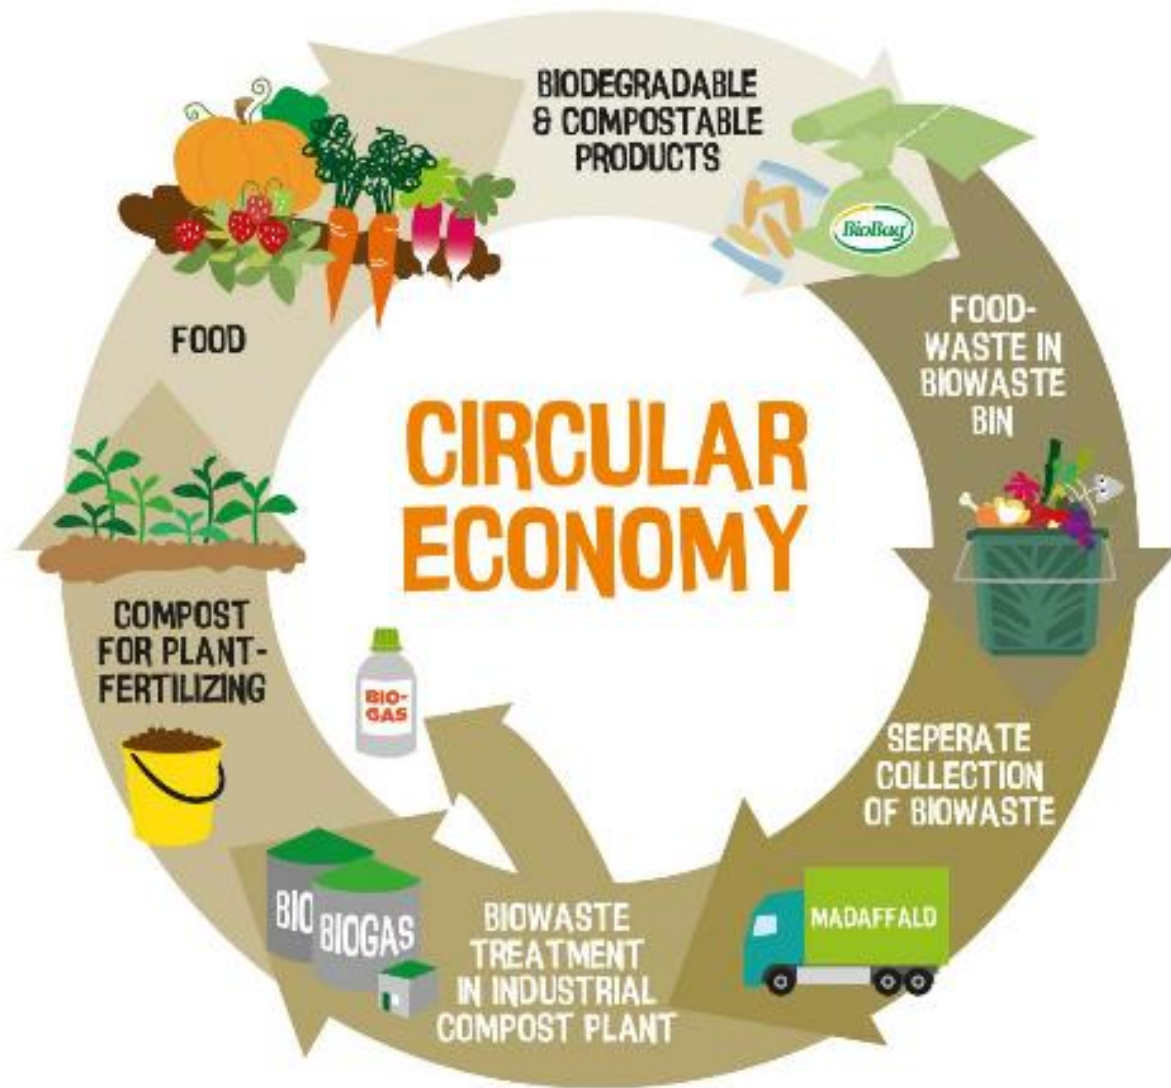 BIODEGRADABLE
& COMPOSTABLE
PRODUCTS
BioBag
FOOD-
WASTE IN
BIOWASTE
BIN
SEPERATE
COLLECTION
OF BIOWASTE
MADAFFALD
BIOWASTE
TREATMENT
IN INDUSTRIAL
COMPOST PLANT
BIO
BIOGAS
BIO-
GAS
COMPOST
FOR PLANT-
FERTILIZING
FOOD
CIRCULAR
ECONOMY